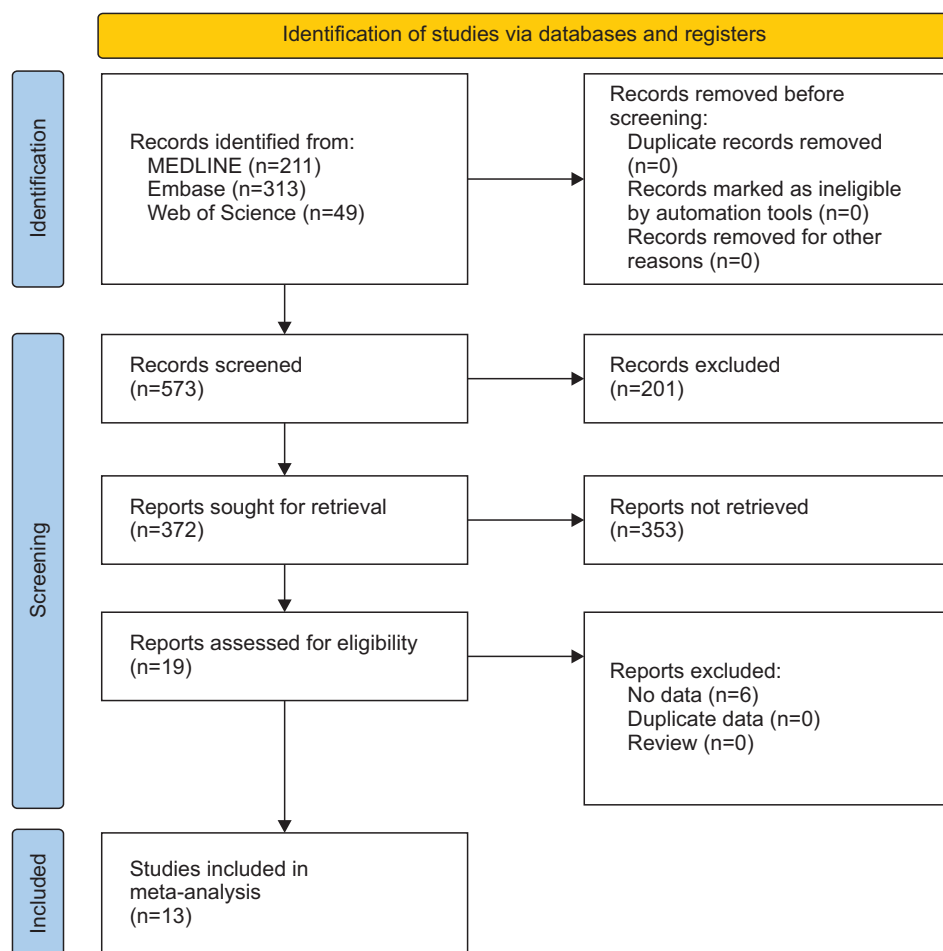 Identification of studies via databases and registers
Identification
Records identified from:
MEDLINE (n=211)
Embase (n=313)
Web of Science (n=49)
Records removed before
screening:
Duplicate records removed
(n=0)
Records marked as ineligible
by automation tools (n=0)
Records removed for other
reasons (n=0)
Screening
Records screened
(n=573)
Records excluded
(n=201)
Reports sought for retrieval
(n=372)
Reports not retrieved
(n=353)
Reports assessed for eligibility
(n=19)
Reports excluded:
No data (n=6)
Duplicate data (n=0)
Review (n=0)
Included
Studies included in
meta-analysis
(n=13)